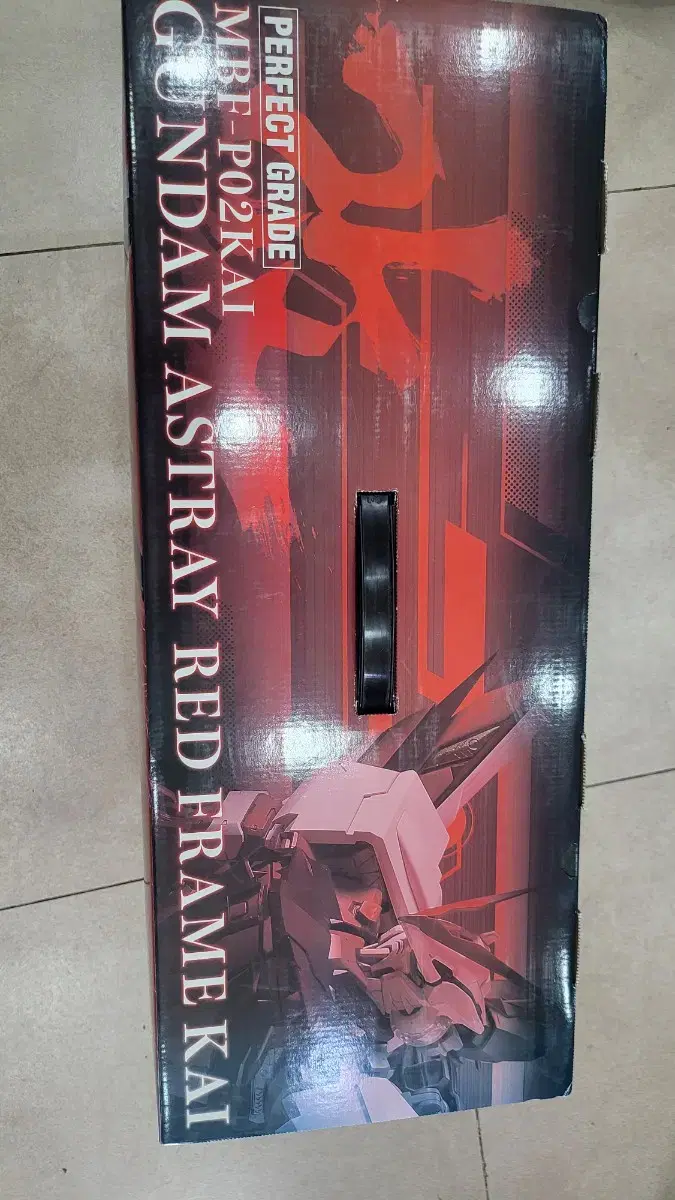 PERFECT GRADE
MBF-P02KAI
GUNDAM ASTRAY RED FRAME KAI